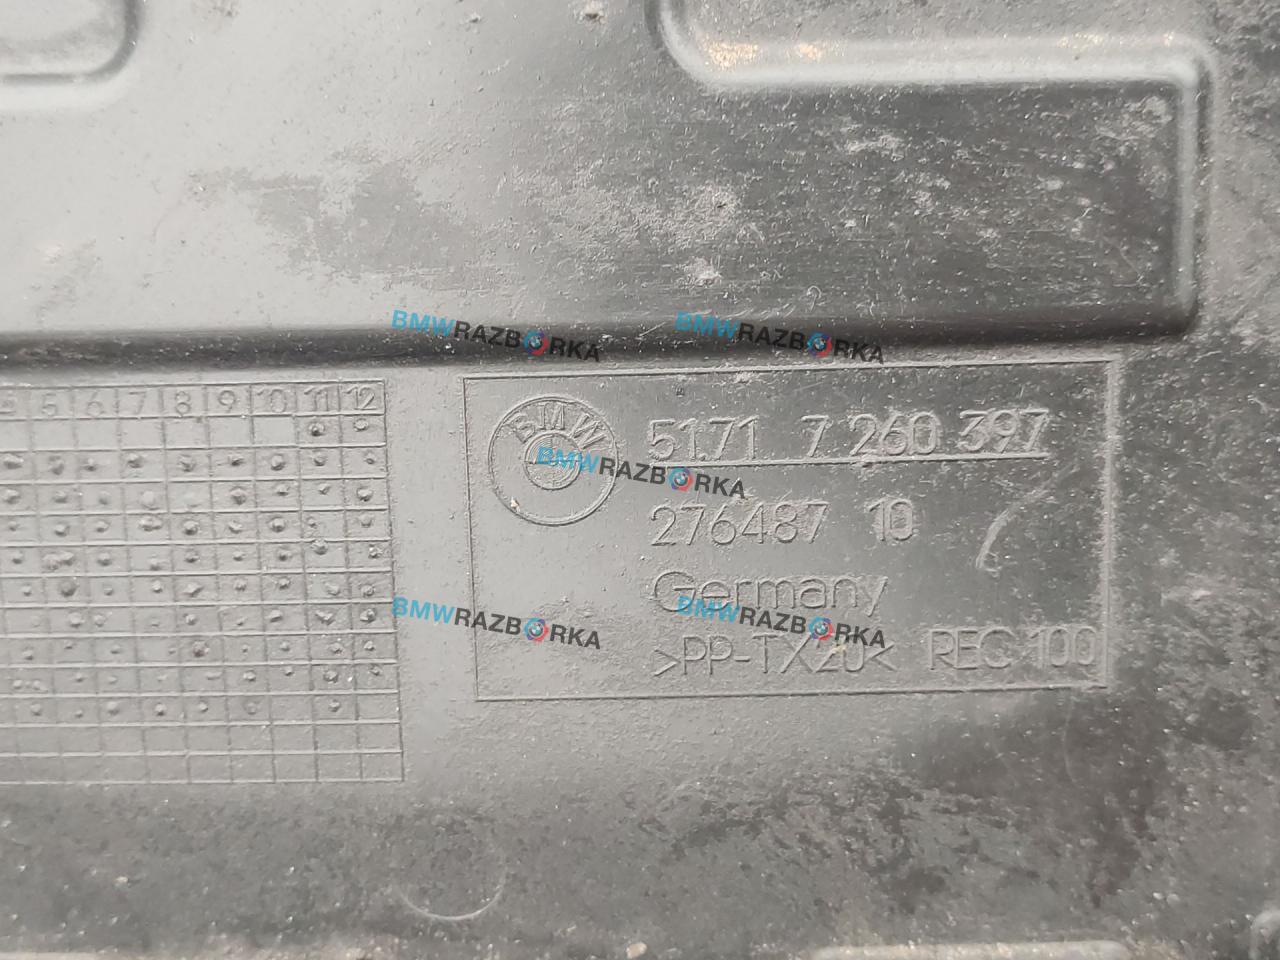 4 5 6 7 8 9 10 11 12
BMW
51.71 7 260 397
276487 10
Germany
>PP-TX20< REC 100
BMWRAZBORKA
BMWRAZBORKA
BMWRAZBORKA
BMWRAZBORKA
BMWRAZBORKA